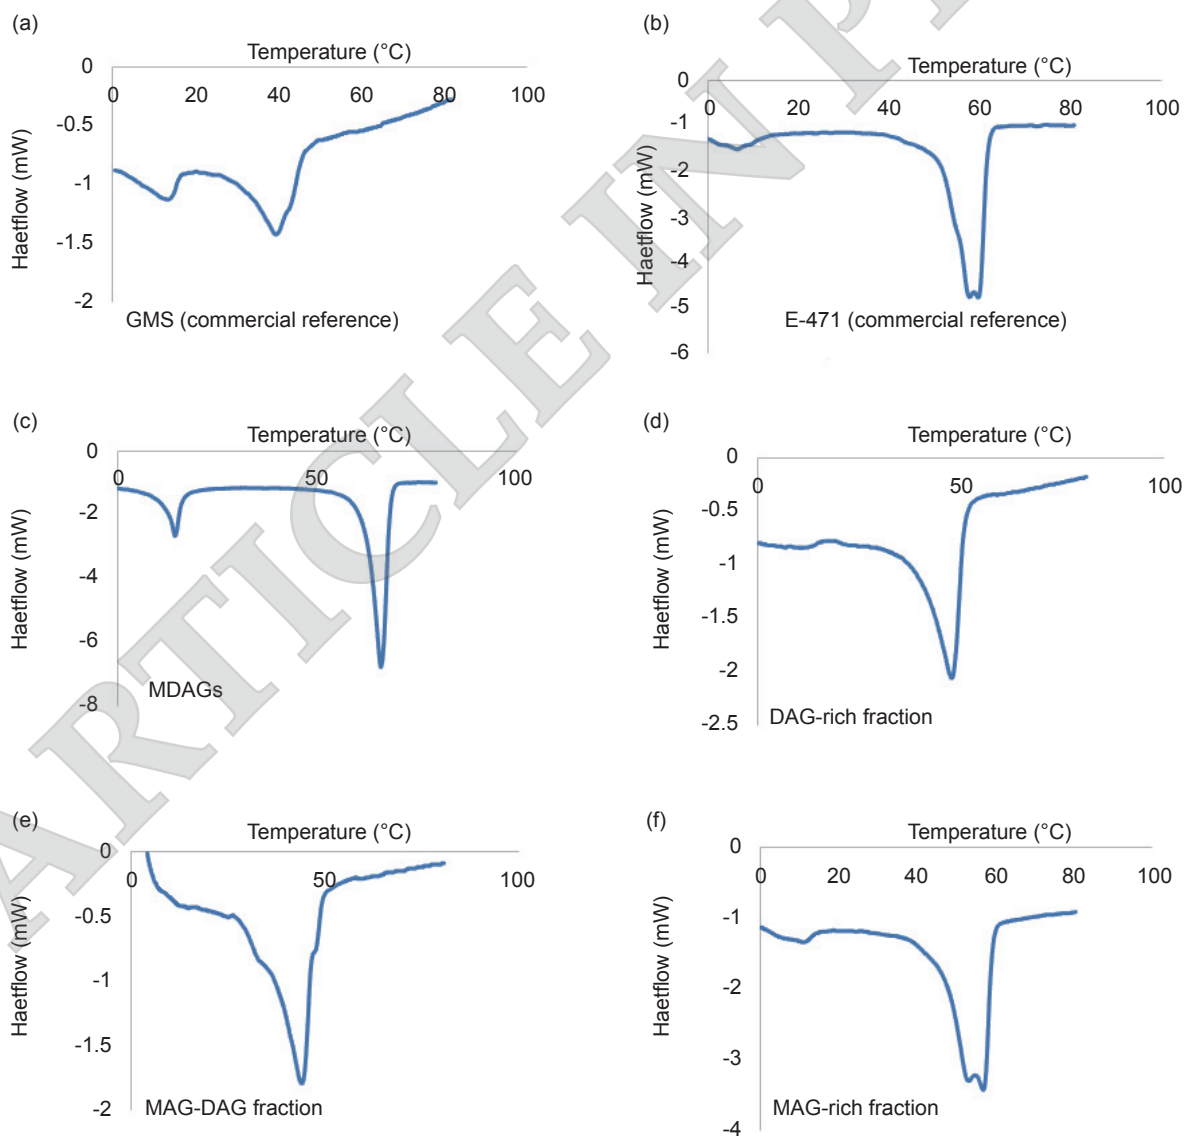 ARTICLE IN P
(a)
Temperature (°C)
0
0 20 40 60 80 100
-0.5
-1
-1.5
-2
Haetflow (mW)
GMS (commercial reference)
(b)
Temperature (°C)
0
0 20 40 60 80 100
-1
-2
-3
-4
-5
-6
Haetflow (mW)
E-471 (commercial reference)
(c)
Temperature (°C)
0
0 50 100
-2
-4
-6
-8
Haetflow (mW)
MDAGs
(d)
Temperature (°C)
0
0 50 100
-0.5
-1
-1.5
-2
-2.5
Haetflow (mW)
DAG-rich fraction
(e)
Temperature (°C)
0
0 50 100
-0.5
-1
-1.5
-2
Haetflow (mW)
MAG-DAG fraction
(f)
Temperature (°C)
0
0 20 40 60 80 100
-1
-2
-3
-4
Haetflow (mW)
MAG-rich fraction